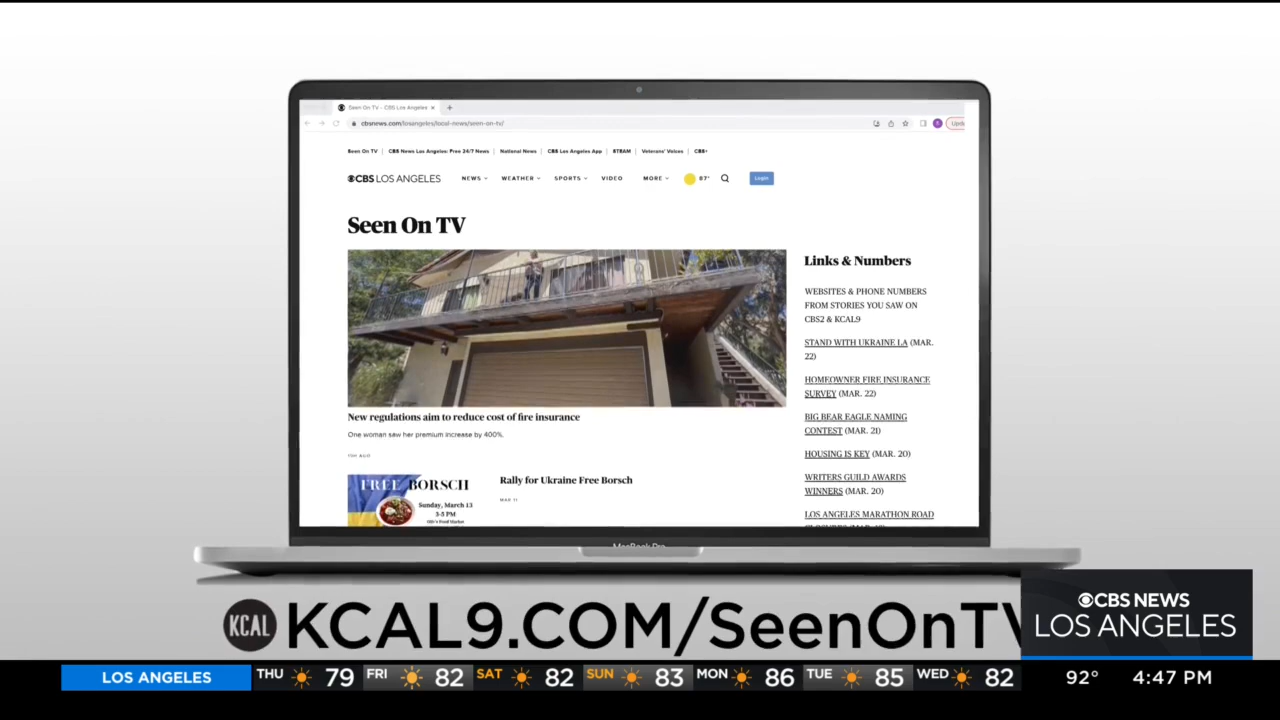 Seen On TV - CBS Los Angeles
cbsnews.com/losangeles/local-news/seen-on-tv/
Seen On TV | CBS News Los Angeles: Free 24/7 News | National News | CBS Los Angeles App | STEAM | Veterans' Voices | CBS+
CBS LOS ANGELES NEWS WEATHER SPORTS VIDEO MORE 87° Login
Seen On TV
Links & Numbers
WEBSITES & PHONE NUMBERS
FROM STORIES YOU SAW ON
CBS2 & KCAL9
STAND WITH UKRAINE LA (MAR.
22)
HOMEOWNER FIRE INSURANCE
SURVEY (MAR. 22)
BIG BEAR EAGLE NAMING
CONTEST (MAR. 21)
HOUSING IS KEY (MAR. 20)
WRITERS GUILD AWARDS
WINNERS (MAR. 20)
LOS ANGELES MARATHON ROAD
New regulations aim to reduce cost of fire insurance
One woman saw her premium increase by 400%.
FREE BORSCH
Sunday, March 13
3-5 PM
Rally for Ukraine Free Borsch
MAR 11
MacBook Pro
KCAL KCAL9.COM/SeenOnTV
CBS NEWS
LOS ANGELES
LOS ANGELES THU 79 FRI 82 SAT 82 SUN 83 MON 86 TUE 85 WED 82 92° 4:47 PM